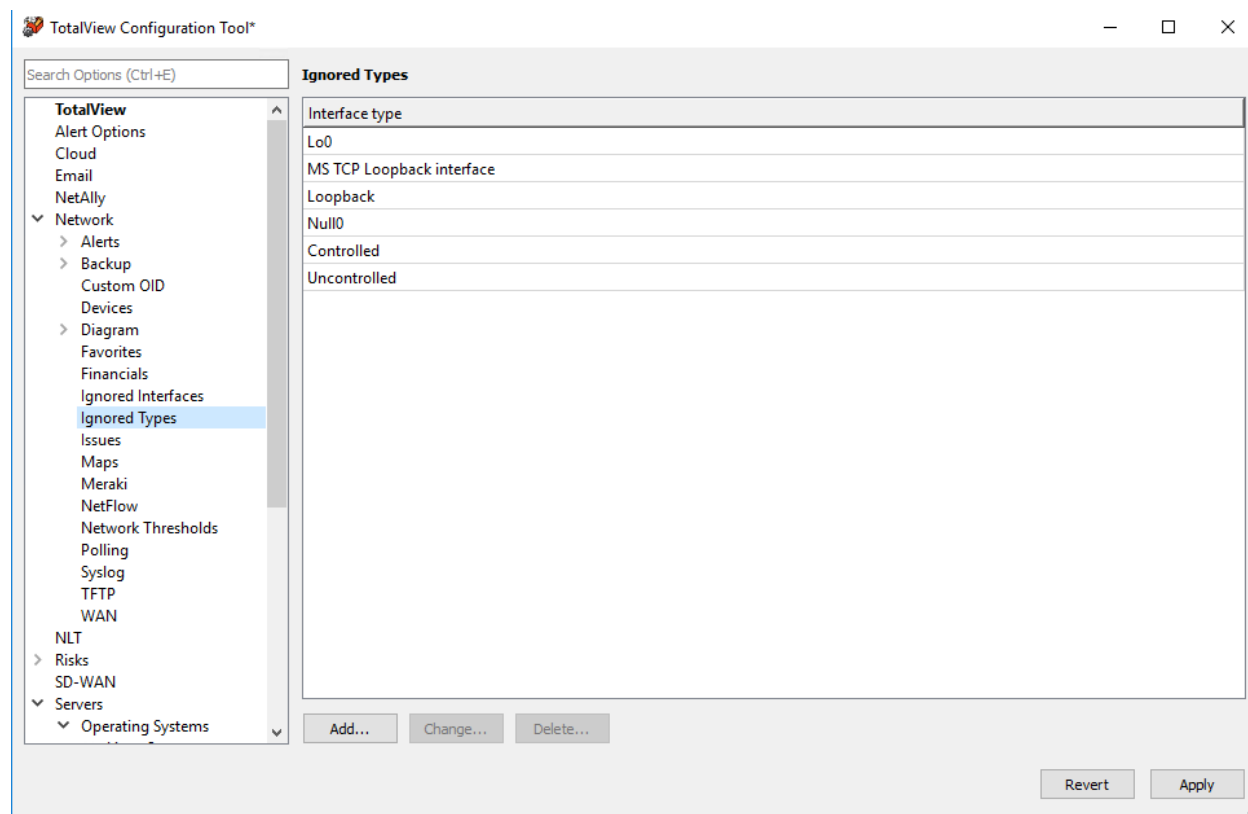 TotalView Configuration Tool*
Search Options (Ctrl+E)
TotalView
Alert Options
Cloud
Email
NetAlly
Network
Alerts
Backup
Custom OID
Devices
Diagram
Favorites
Financials
Ignored Interfaces
Ignored Types
Issues
Maps
Meraki
NetFlow
Network Thresholds
Polling
Syslog
TFTP
WAN
NLT
Risks
SD-WAN
Servers
Operating Systems
Ignored Types
Interface type
Lo0
MS TCP Loopback interface
Loopback
Null0
Controlled
Uncontrolled
Add... Change... Delete...
Revert Apply